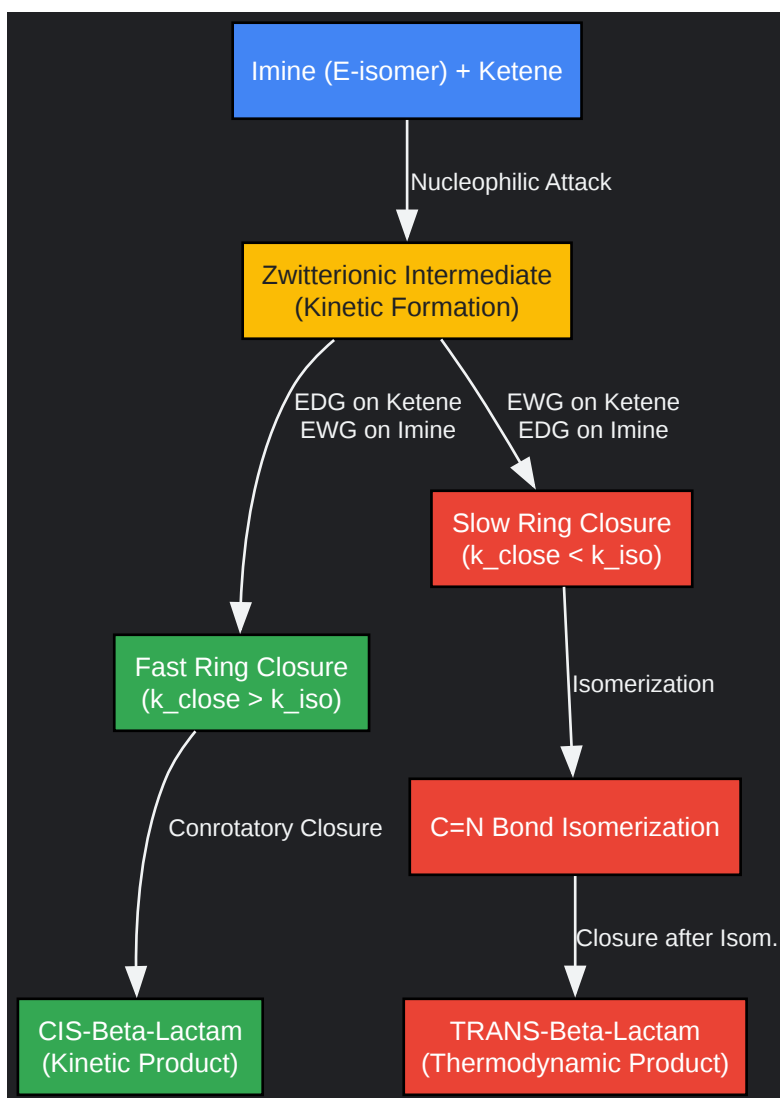 Imine (E-isomer) + Ketene
Nucleophilic Attack
Zwitterionic Intermediate
(Kinetic Formation)
EDG on Ketene
EWG on Imine
EWG on Ketene
EDG on Imine
Slow Ring Closure
(k_close < k_iso)
Fast Ring Closure
(k_close > k_iso)
Isomerization
Conrotatory Closure
C=N Bond Isomerization
Closure after Isom.
CIS-Beta-Lactam
(Kinetic Product)
TRANS-Beta-Lactam
(Thermodynamic Product)